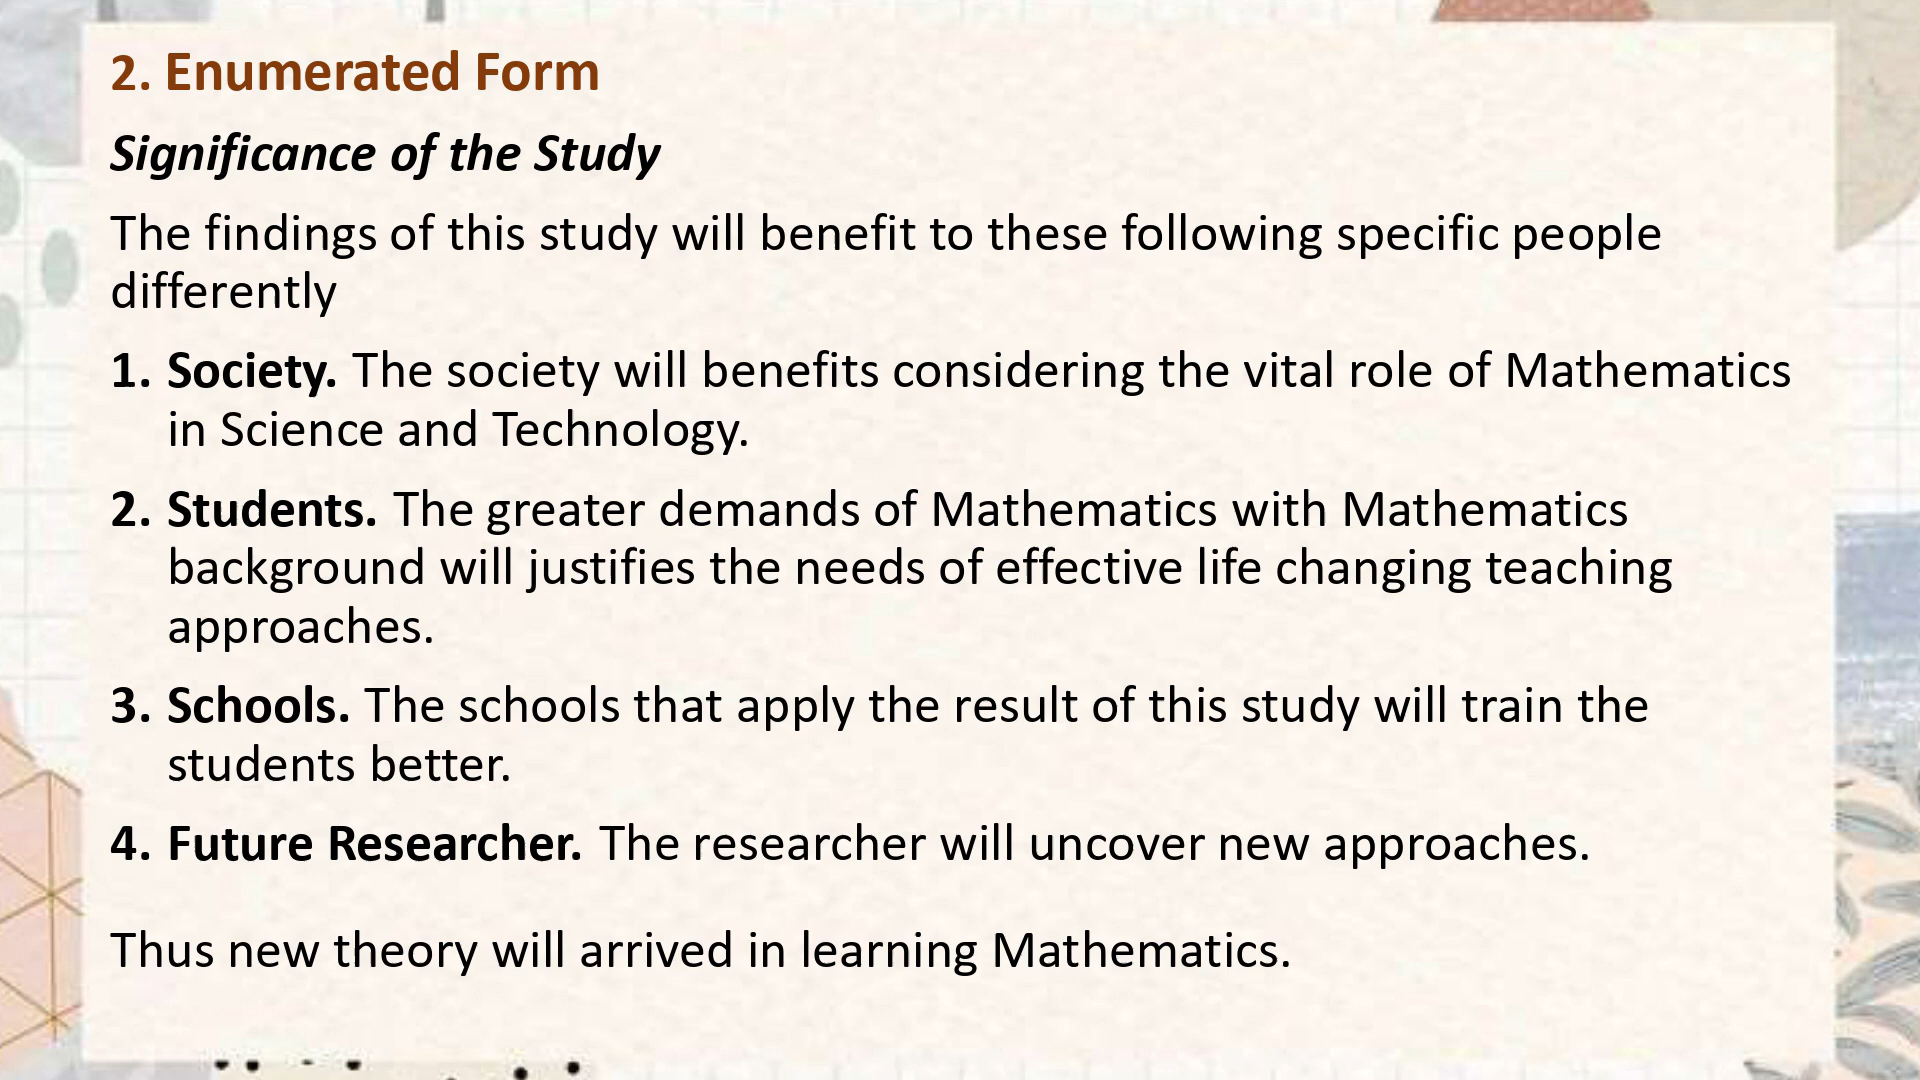 2. Enumerated Form
Significance of the Study
The findings of this study will benefit to these following specific people
differently
1. Society. The society will benefits considering the vital role of Mathematics
in Science and Technology.
2. Students. The greater demands of Mathematics with Mathematics
background will justifies the needs of effective life changing teaching
approaches.
3. Schools. The schools that apply the result of this study will train the
students better.
4. Future Researcher. The researcher will uncover new approaches.
Thus new theory will arrived in learning Mathematics.